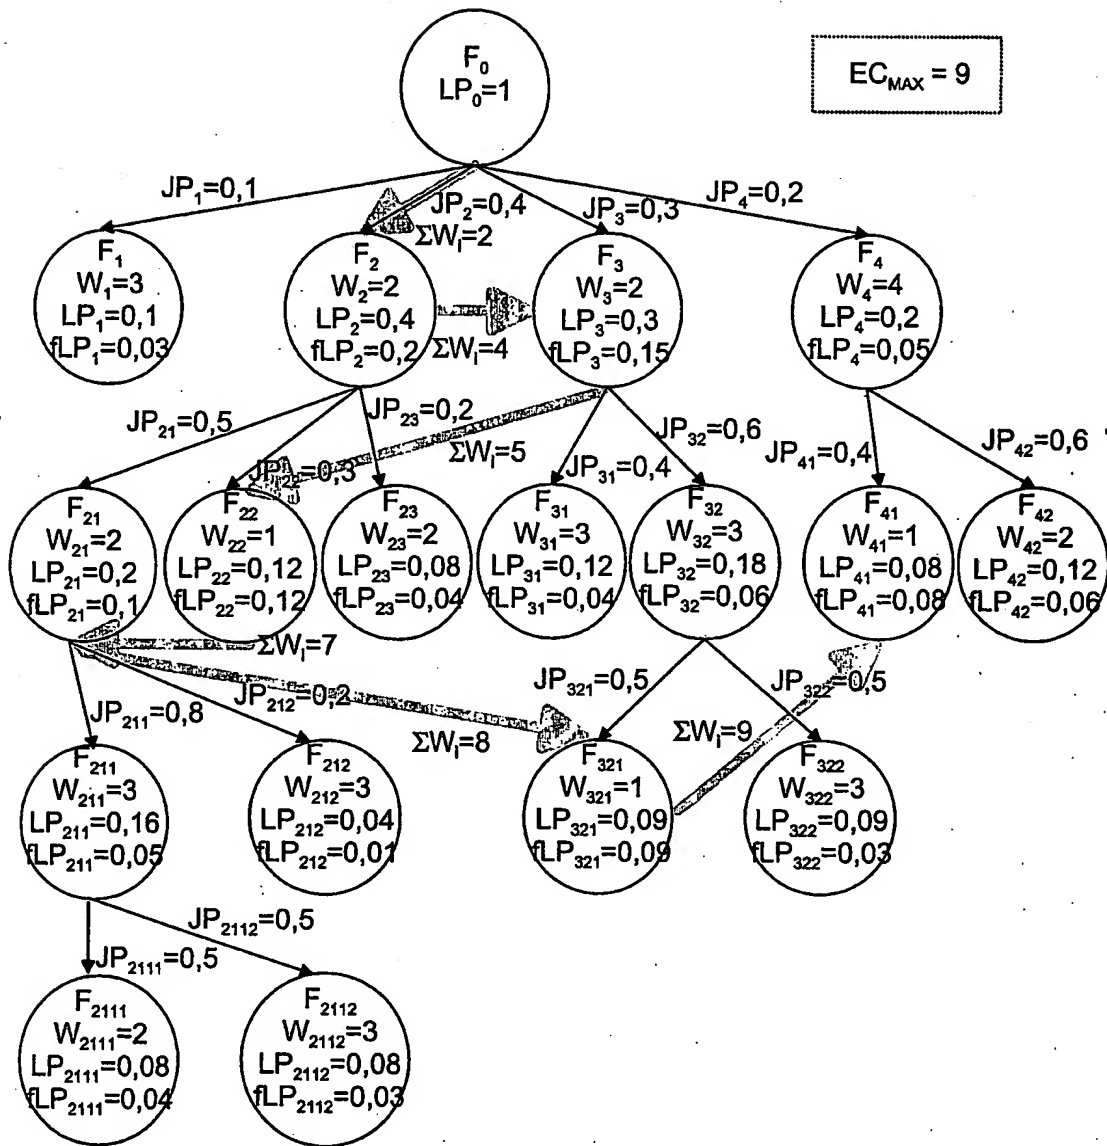 F₀
LP₀=1
EC_MAX = 9
JP₁=0,1
JP₂=0,4
JP₃=0,3
JP₄=0,2
ΣWᵢ=2
F₁
W₁=3
LP₁=0,1
fLP₁=0,03
F₂
W₂=2
LP₂=0,4
fLP₂=0,2
ΣWᵢ=4
F₃
W₃=2
LP₃=0,3
fLP₃=0,15
F₄
W₄=4
LP₄=0,2
fLP₄=0,05
JP₂₁=0,5
JP₂₂=0,3
JP₂₃=0,2
ΣWᵢ=5
JP₃₁=0,4
JP₃₂=0,6
JP₄₁=0,4
JP₄₂=0,6
F₂₁
W₂₁=2
LP₂₁=0,2
fLP₂₁=0,1
F₂₂
W₂₂=1
LP₂₂=0,12
fLP₂₂=0,12
F₂₃
W₂₃=2
LP₂₃=0,08
fLP₂₃=0,04
F₃₁
W₃₁=3
LP₃₁=0,12
fLP₃₁=0,04
F₃₂
W₃₂=3
LP₃₂=0,18
fLP₃₂=0,06
F₄₁
W₄₁=1
LP₄₁=0,08
fLP₄₁=0,08
F₄₂
W₄₂=2
LP₄₂=0,12
fLP₄₂=0,06
ΣWᵢ=7
JP₂₁₁=0,8
JP₂₁₂=0,2
ΣWᵢ=8
JP₃₂₁=0,5
JP₃₂₂=0,5
ΣWᵢ=9
F₂₁₁
W₂₁₁=3
LP₂₁₁=0,16
fLP₂₁₁=0,05
F₂₁₂
W₂₁₂=3
LP₂₁₂=0,04
fLP₂₁₂=0,01
F₃₂₁
W₃₂₁=1
LP₃₂₁=0,09
fLP₃₂₁=0,09
F₃₂₂
W₃₂₂=3
LP₃₂₂=0,09
fLP₃₂₂=0,03
JP₂₁₁₁=0,5
JP₂₁₁₂=0,5
F₂₁₁₁
W₂₁₁₁=2
LP₂₁₁₁=0,08
fLP₂₁₁₁=0,04
F₂₁₁₂
W₂₁₁₂=3
LP₂₁₁₂=0,08
fLP₂₁₁₂=0,03